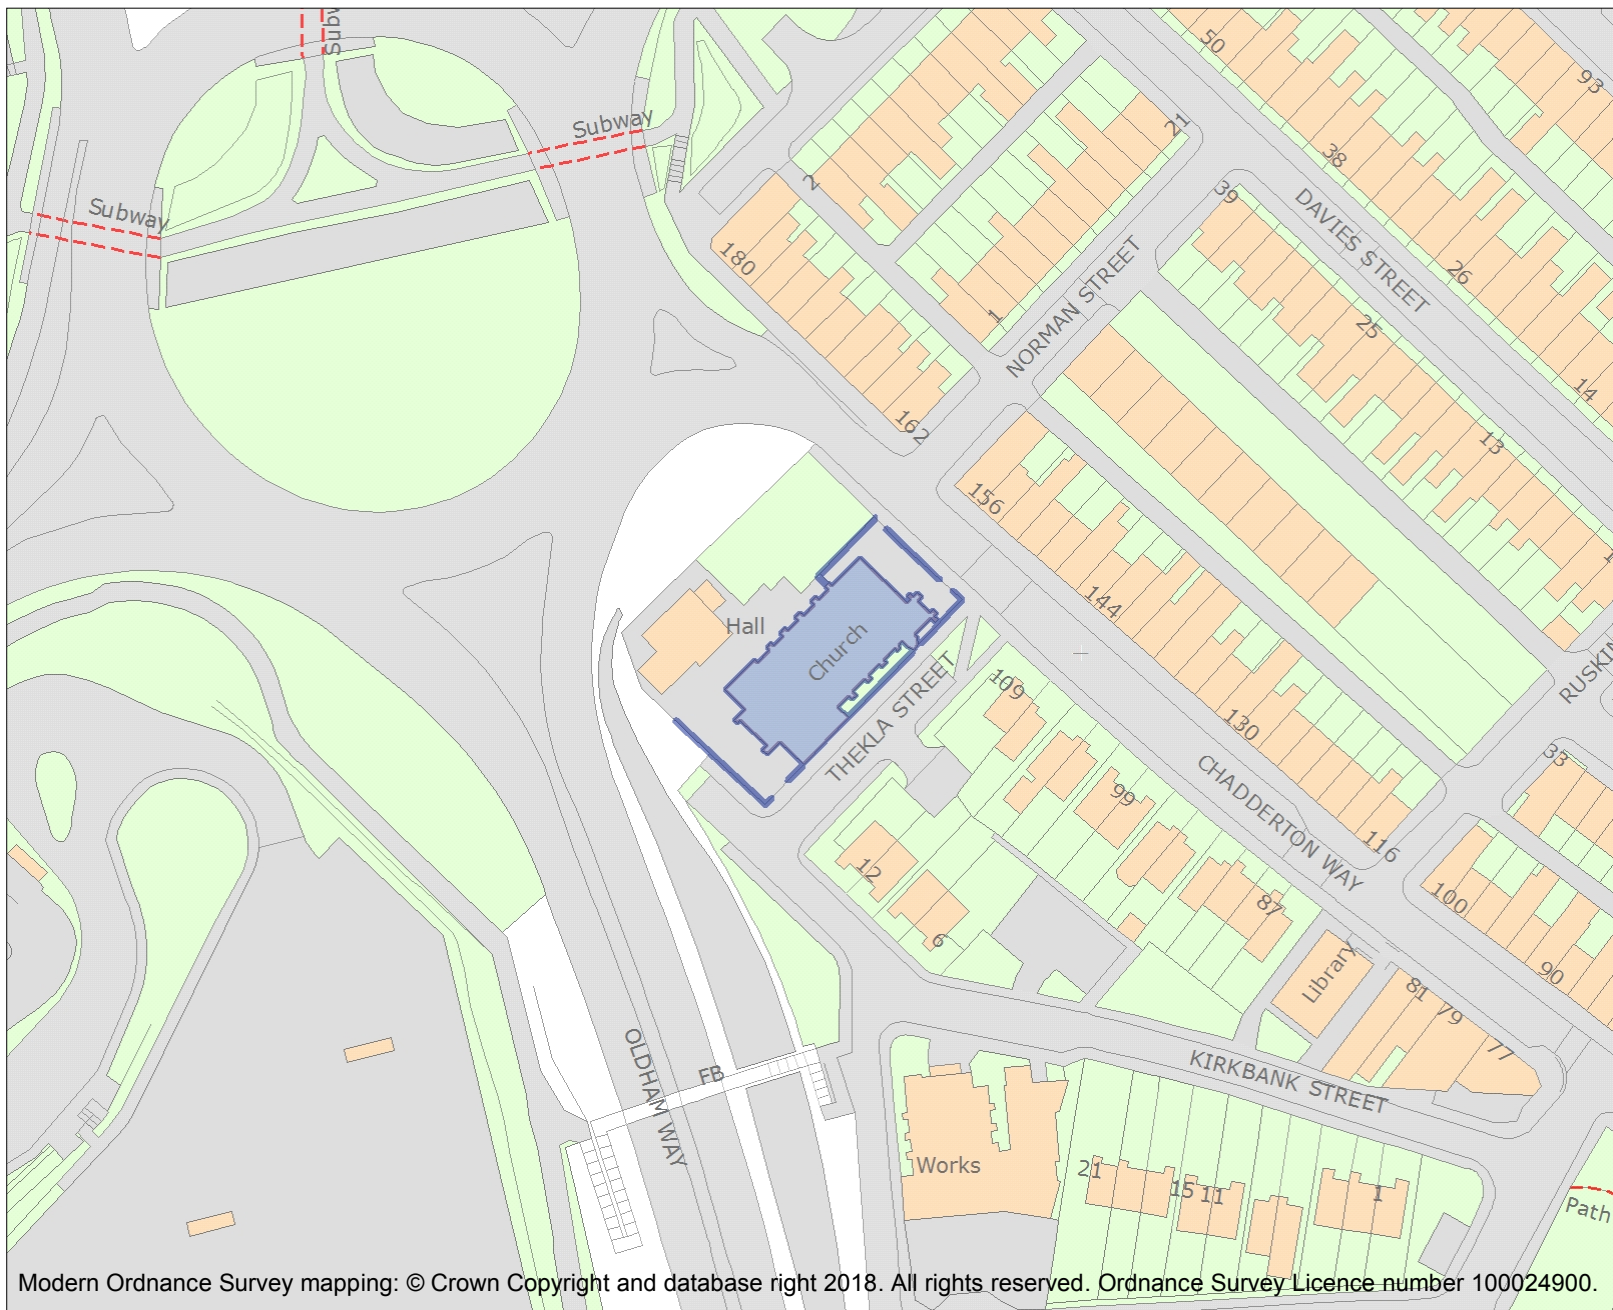 Subw
50
93
Subway
21
38
2
39
Subway
DAVIES STREET
180
26
NORMAN STREET
1
25
14
162
13
156
1
144
Hall
Church
RUSKIN
109
THEKLA STREET
130
33
CHADDERTON WAY
99
116
12
87
100
6
Library
90
81
79
77
OLDHAM WAY
FB
KIRKBANK STREET
Works
21
15
11
1
Path
Modern Ordnance Survey mapping: © Crown Copyright and database right 2018. All rights reserved. Ordnance Survey Licence number 100024900.